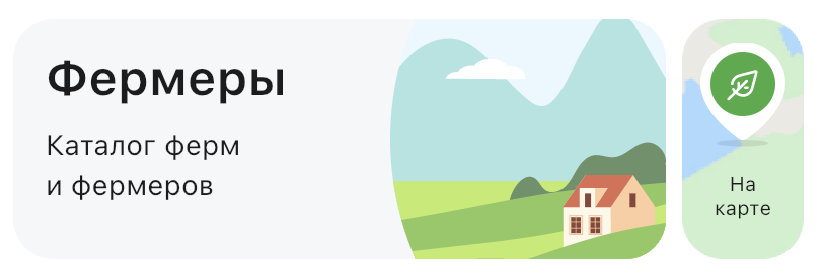 Фермеры
Каталог ферм
и фермеров
На
карте